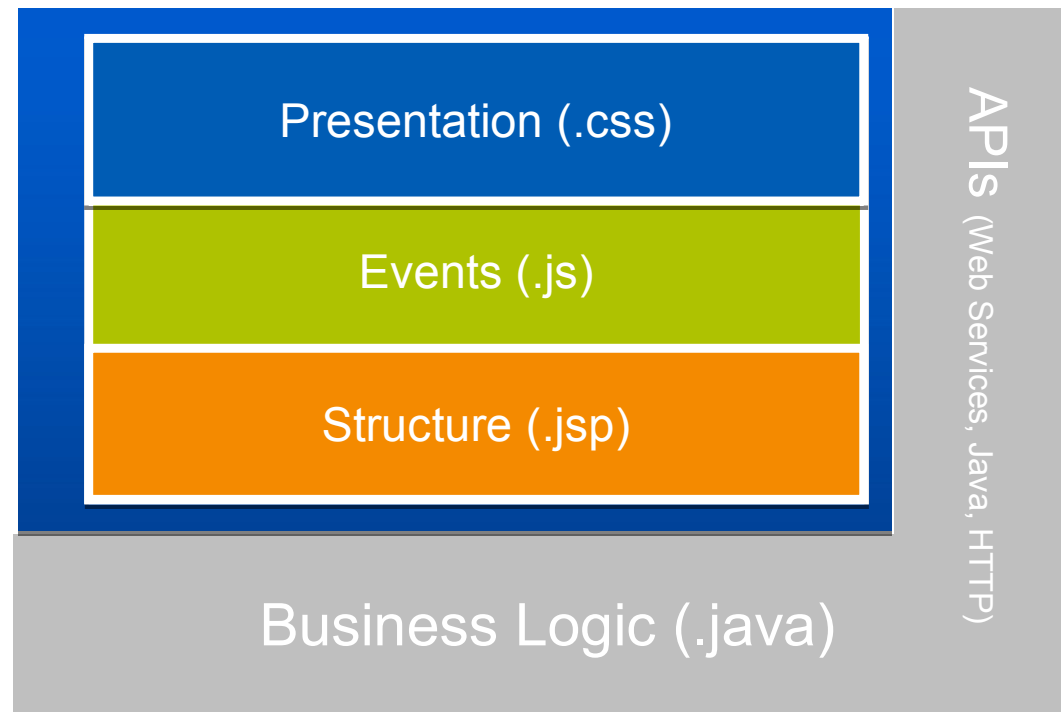 Presentation (.css)
Events (.js)
Structure (.jsp)
Business Logic (.java)
APIs (Web Services, Java, HTTP)